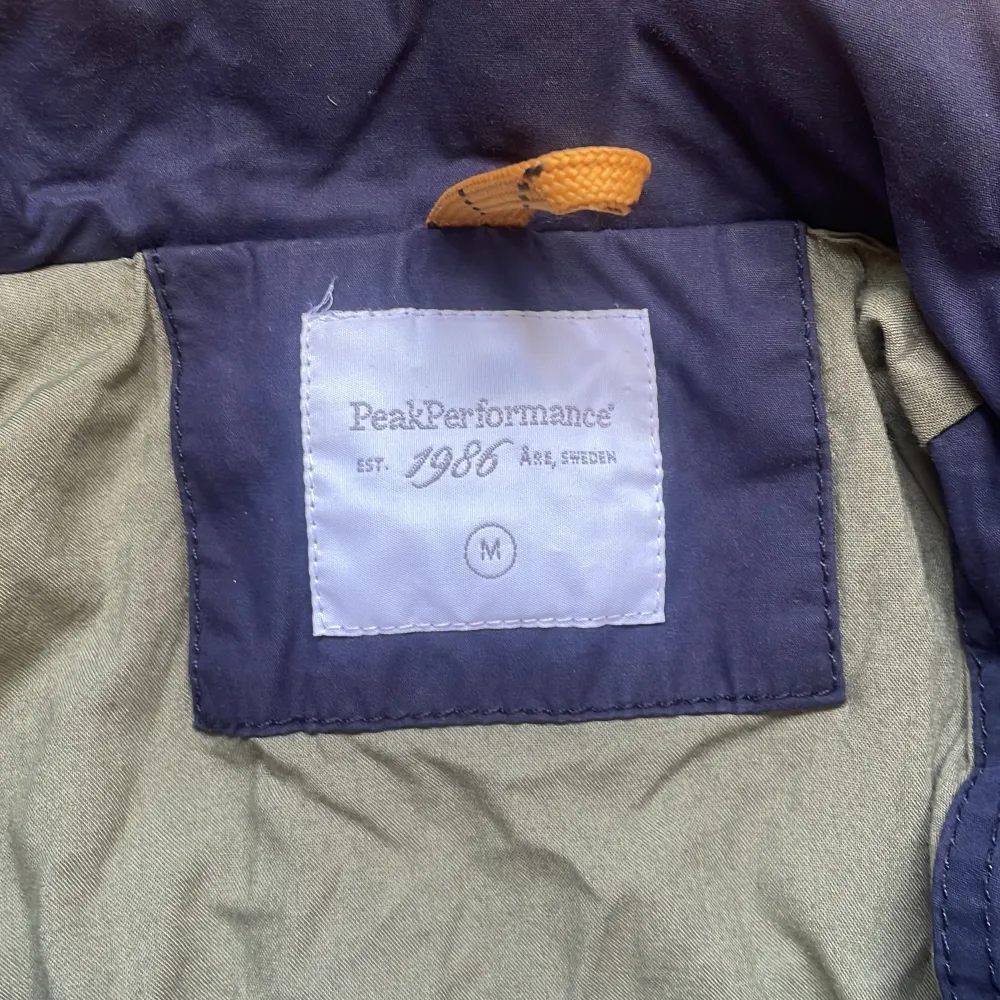 PeakPerformance®
EST. 1986 ÅRE, SWEDEN
M